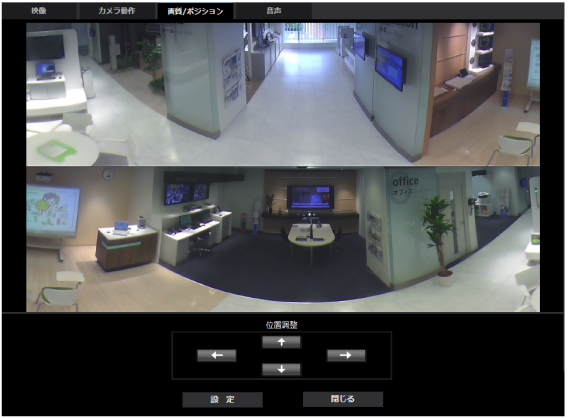 映像 カメラ動作 画質/ポジション 音声
office
オフィス
位置調整
↑
← →
↓
設 定 閉じる